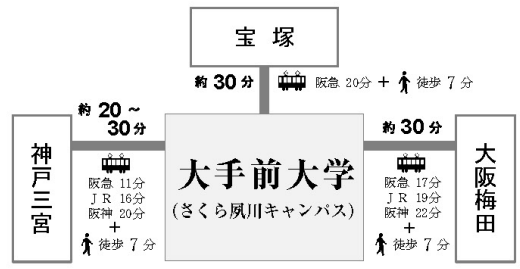 宝塚
約30分
阪急 20分 + 徒歩 7分
約20～
30分
約30分
神戸三宮
阪急 11分
ＪＲ 16分
阪神 20分
+
徒歩 7分
大手前大学
(さくら夙川キャンパス)
大阪梅田
阪急 17分
ＪＲ 19分
阪神 22分
+
徒歩 7分